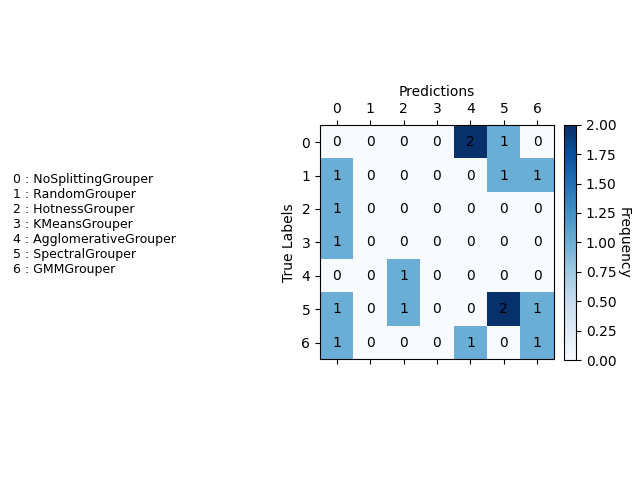 Predictions
0 1 2 3 4 5 6
0 0 0 0 0 2 1 0
1 1 0 0 0 0 1 1
2 1 0 0 0 0 0 0
3 1 0 0 0 0 0 0
4 0 0 1 0 0 0 0
5 1 0 1 0 0 2 1
6 1 0 0 0 1 0 1
True Labels
0 : NoSplittingGrouper
1 : RandomGrouper
2 : HotnessGrouper
3 : KMeansGrouper
4 : AgglomerativeGrouper
5 : SpectralGrouper
6 : GMMGrouper
2.00
1.75
1.50
1.25
1.00
0.75
0.50
0.25
0.00
Frequency